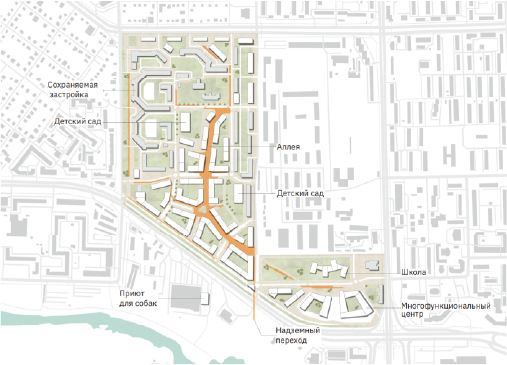 Сохраняемая
застройка
Детский сад
Аллея
Детский сад
Школа
Приют
для собак
Многофункциональный
центр
Надземный
переход